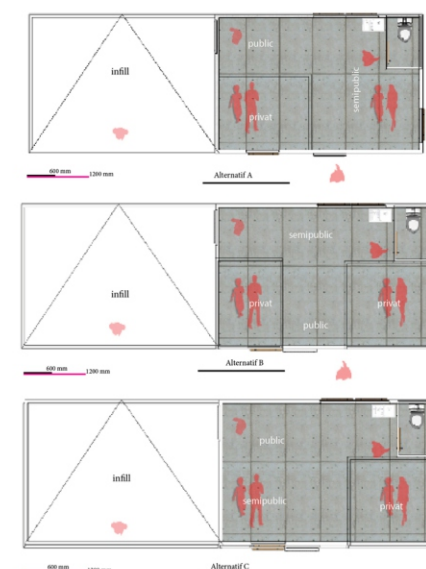 public
infill
semipublic
privat
600 mm
1200 mm
Alternatif A
semipublic
infill
privat
privat
public
600 mm
1200 mm
Alternatif B
public
infill
semipublic
privat
600 mm
Alternatif C